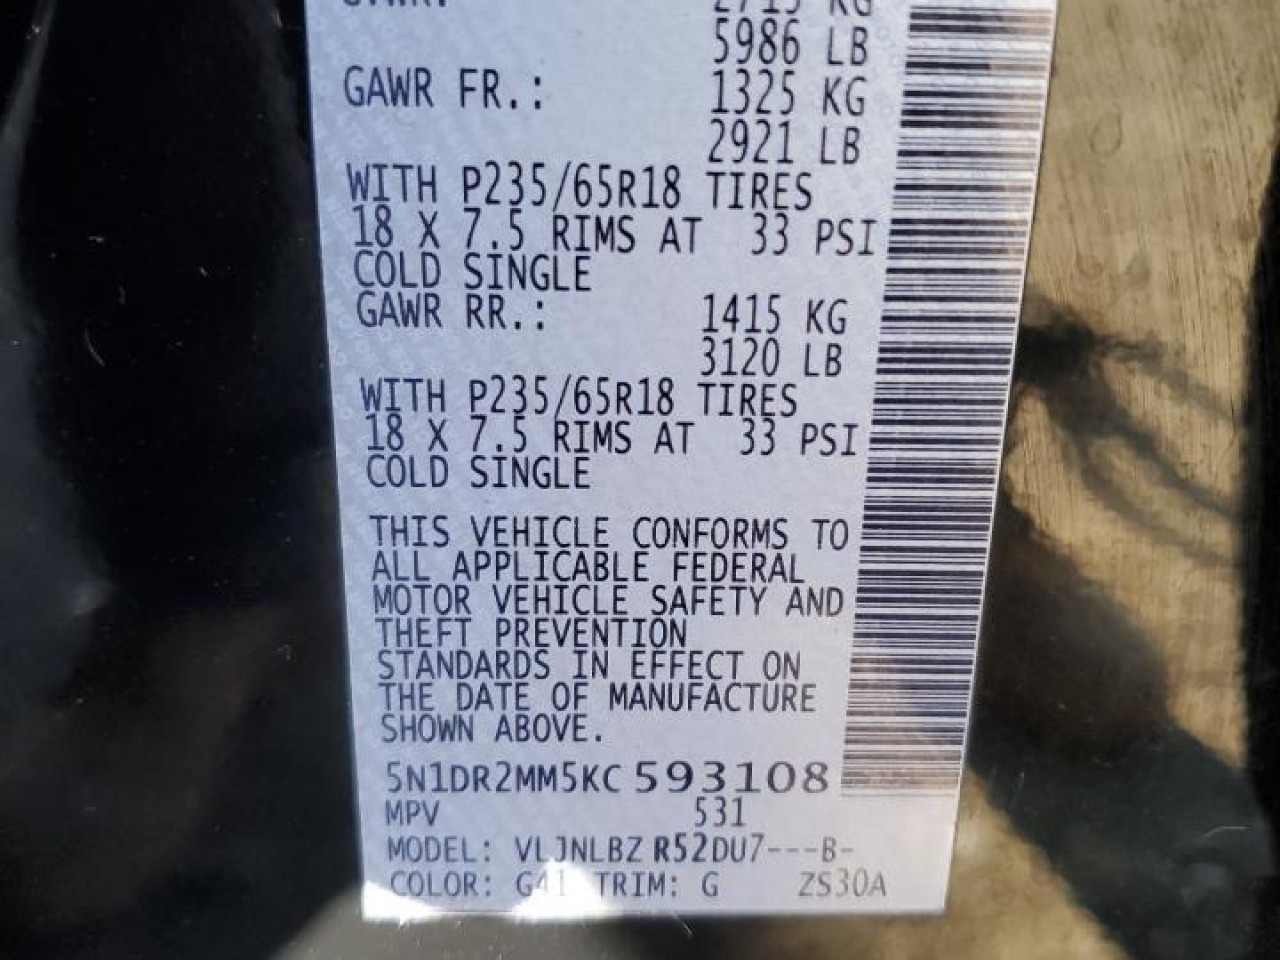 GAWR FR.: 1325 KG
5986 LB
2921 LB
WITH P235/65R18 TIRES
18 X 7.5 RIMS AT 33 PSI
COLD SINGLE
GAWR RR.: 1415 KG
3120 LB
WITH P235/65R18 TIRES
18 X 7.5 RIMS AT 33 PSI
COLD SINGLE
THIS VEHICLE CONFORMS TO
ALL APPLICABLE FEDERAL
MOTOR VEHICLE SAFETY AND
THEFT PREVENTION
STANDARDS IN EFFECT ON
THE DATE OF MANUFACTURE
SHOWN ABOVE.
5N1DR2MM5KC 593108
MPV 531
MODEL: VLJNLBZ R52DU7---B-
COLOR: G41 TRIM: G ZS30A